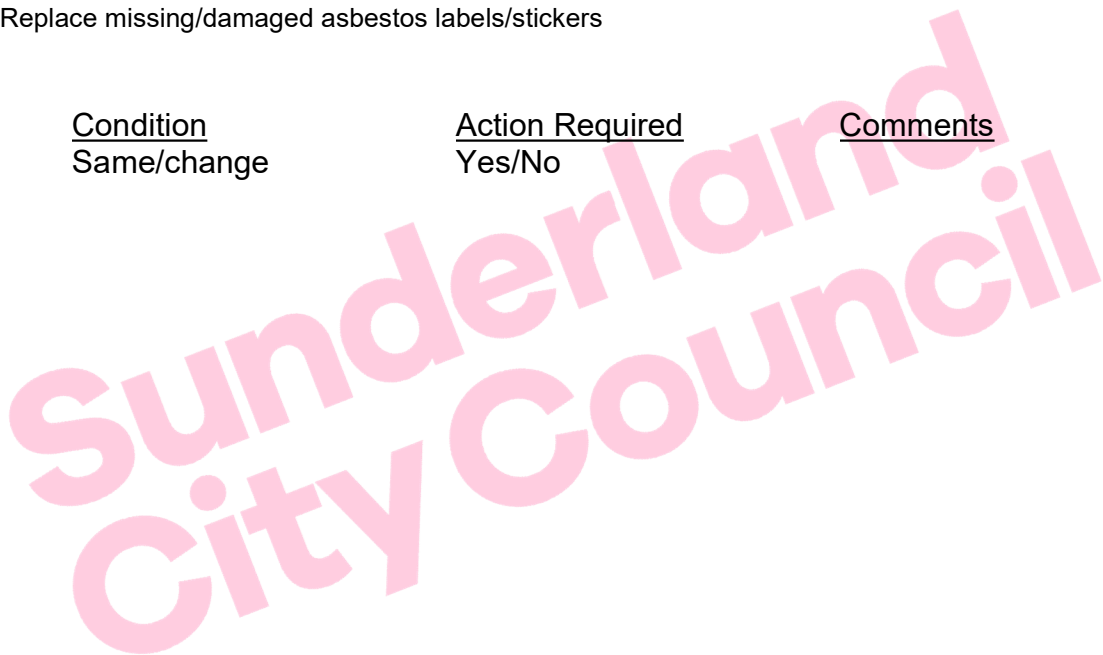 Replace missing/damaged asbestos labels/stickers
Condition Action Required Comments
Same/change Yes/No
Sunderland
City Council